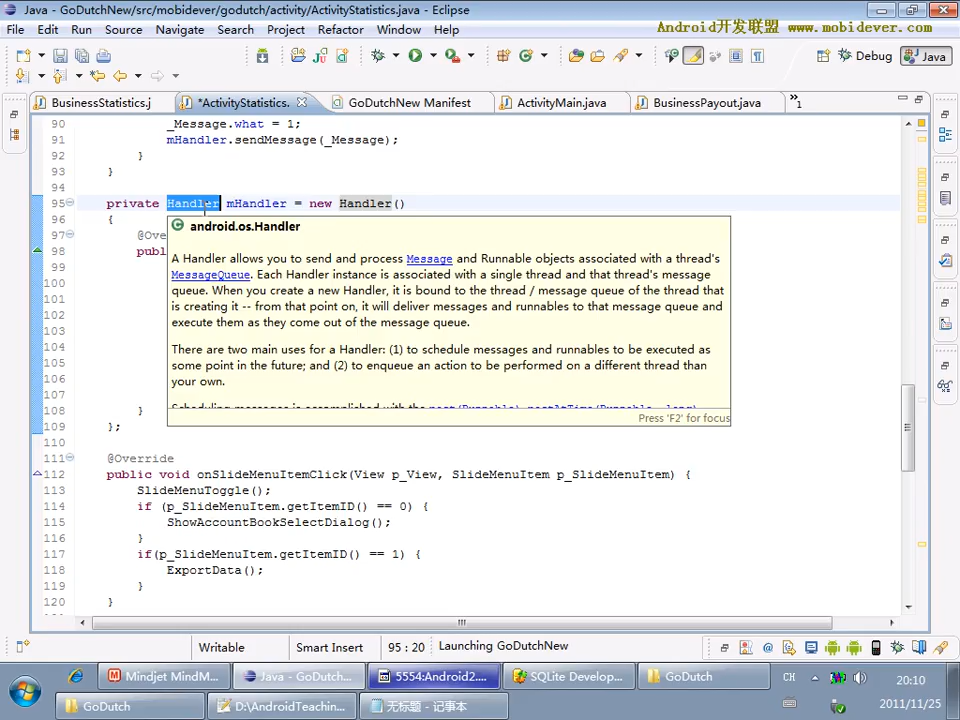 Java - GoDutchNew/src/mobidever/godutch/activity/ActivityStatistics.java - Eclipse
File Edit View Navigate Source Search Project Refactor Window Help
Android开发联盟 www.mobidever.com
Debug Java
BusinessStatistics.j *ActivityStatistics. GoDutchNew Manifest ActivityMain.java BusinessPayout.java »1
90 _Message.what = 1;
91 mHandler.sendMessage(_Message);
92 }
93 }
94
95 private Handler mHandler = new Handler()
96 {
97 @Ove
98 publ
99
100
101
102
103
104
105
106
107
108 }
109 };
110
111 @Override
112 public void onSlideMenuItemClick(View p_View, SlideMenuItem p_SlideMenuItem) {
113 SlideMenuToggle();
114 if (p_SlideMenuItem.getItemID() == 0) {
115 ShowAccountBookSelectDialog();
116 }
117 if(p_SlideMenuItem.getItemID() == 1) {
118 ExportData();
119 }
120 }
android.os.Handler
A Handler allows you to send and process Message and Runnable objects associated with a thread's
MessageQueue. Each Handler instance is associated with a single thread and that thread's message
queue. When you create a new Handler, it is bound to the thread / message queue of the thread that
is creating it -- from that point on, it will deliver messages and runnables to that message queue and
execute them as they come out of the message queue.
There are two main uses for a Handler: (1) to schedule messages and runnables to be executed as
some point in the future; and (2) to enqueue an action to be performed on a different thread than
your own.
Scheduling messages is accomplished with the post(Runnable), postAtTime(Runnable, long),
Press 'F2' for focus
Writable Smart Insert 95 : 20 Launching GoDutchNew
Mindjet MindM... Java - GoDutch... 5554:Android2.... SQLite Develop... GoDutch CH 20:10
GoDutch D:\AndroidTeachin... 无标题 - 记事本 2011/11/25